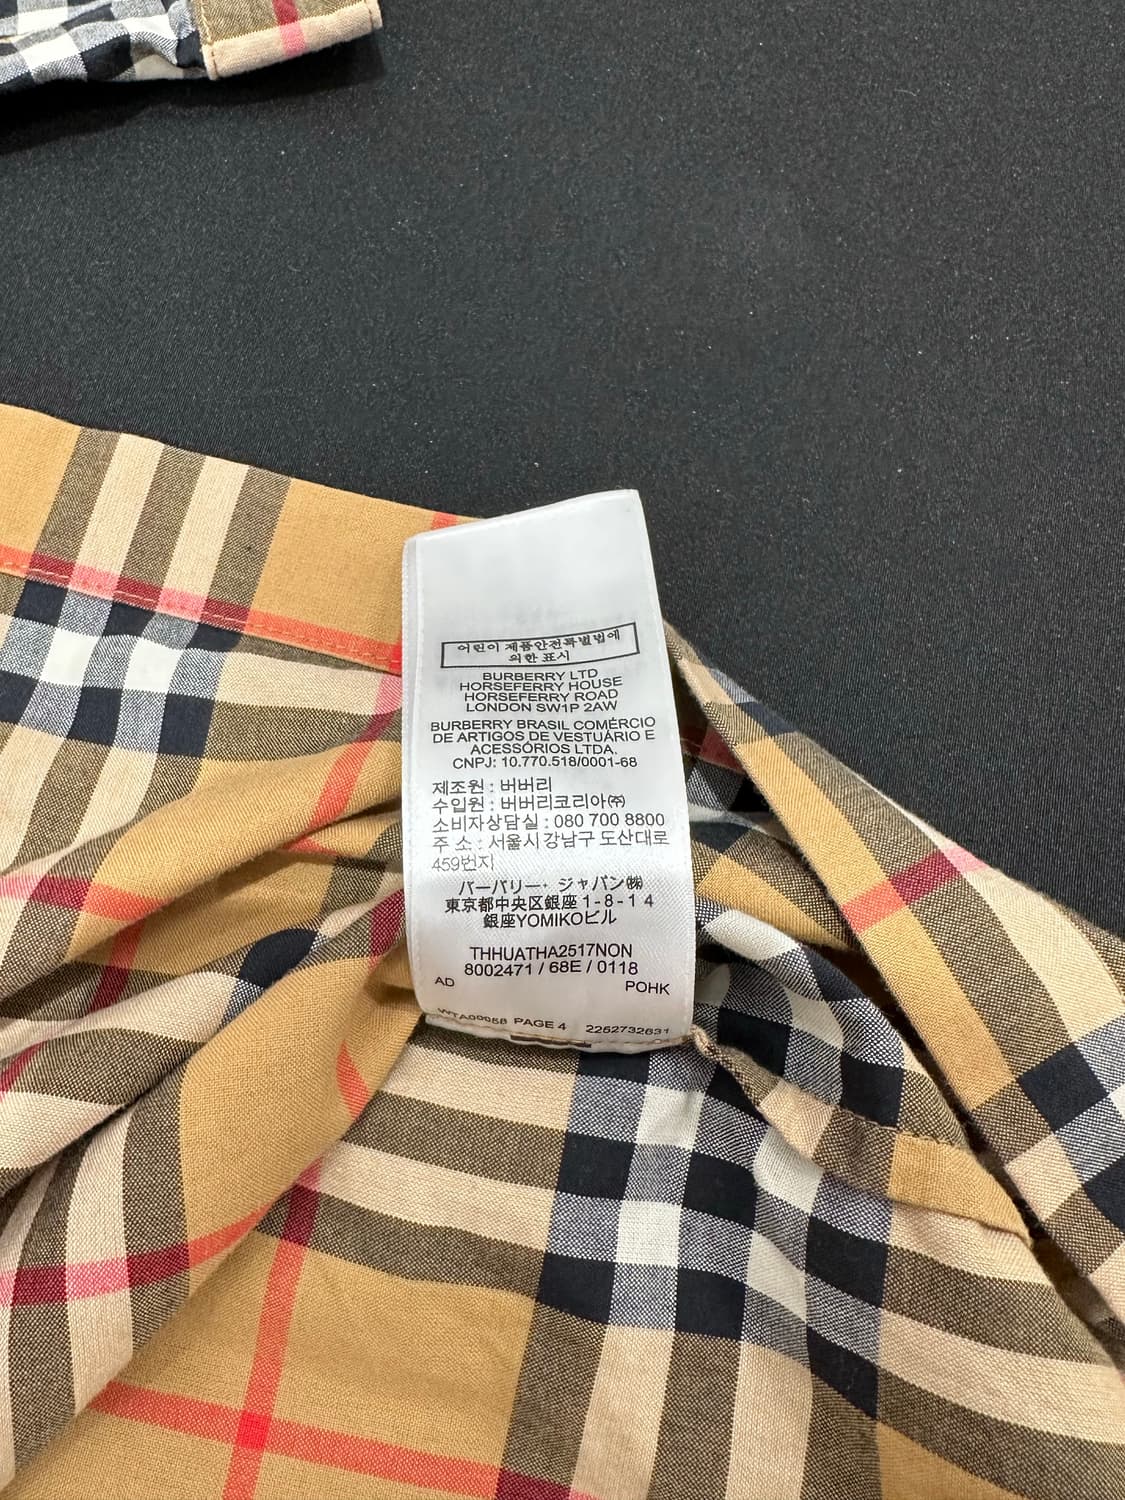 어린이 제품안전특별법에
의한 표시
BURBERRY LTD
HORSEFERRY HOUSE
HORSEFERRY ROAD
LONDON SW1P 2AW
BURBERRY BRASIL COMÉRCIO
DE ARTIGOS DE VESTUÁRIO E
ACESSÓRIOS LTDA.
CNPJ: 10.770.518/0001-68
제조원 : 버버리
수입원 : 버버리코리아㈜
소비자상담실 : 080 700 8800
주 소 : 서울시 강남구 도산대로
459번지
バーバリー・ジャパン㈱
東京都中央区銀座1-8-14
銀座YOMIKOビル
THHUATHA2517NON
8002471 / 68E / 0118
AD POHK
PAGE 4 2252732631